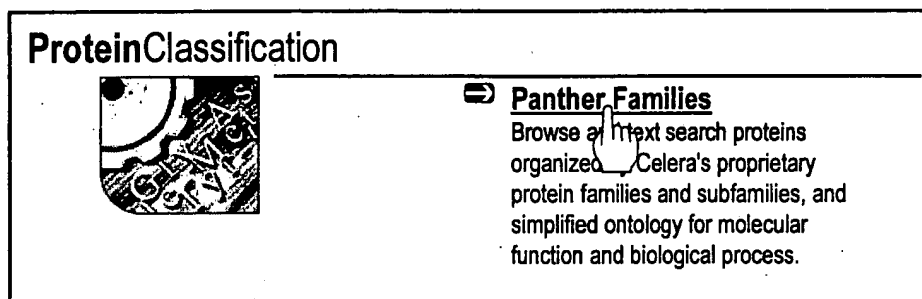 ProteinClassification
Panther Families
Browse text search proteins
organized Celera's proprietary
protein families and subfamilies, and
simplified ontology for molecular
function and biological process.